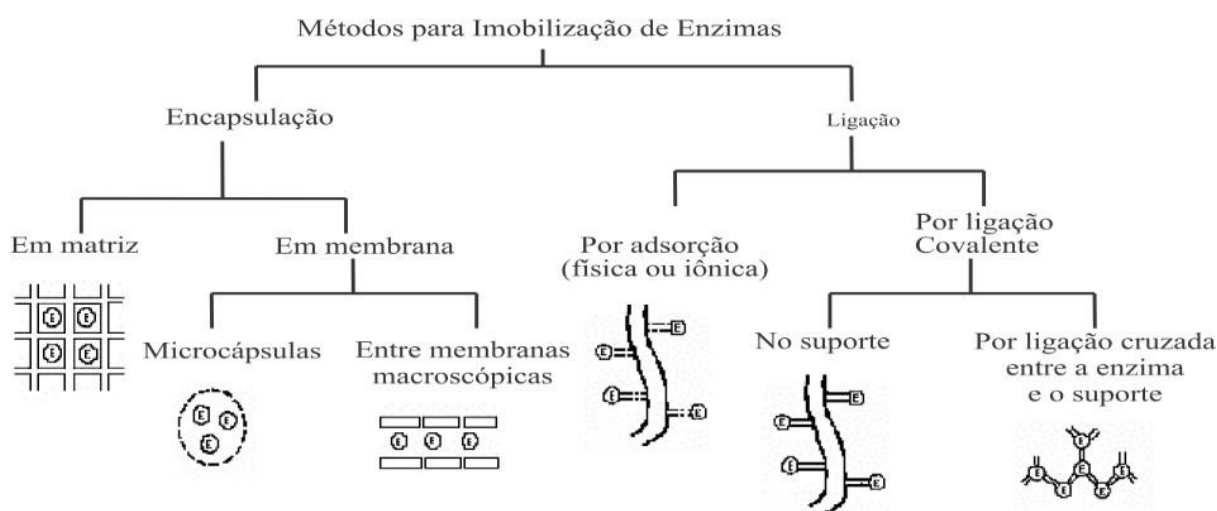 Métodos para Imobilização de Enzimas
Encapsulação
Ligação
Em matriz
Em membrana
Por adsorção
(física ou iônica)
Por ligação
Covalente
Microcápsulas
Entre membranas
macroscópicas
No suporte
Por ligação cruzada
entre a enzima
e o suporte
E E
E E
E E
E
E E E
E
E
E
E
E
E
E
E
E
E E E
E E